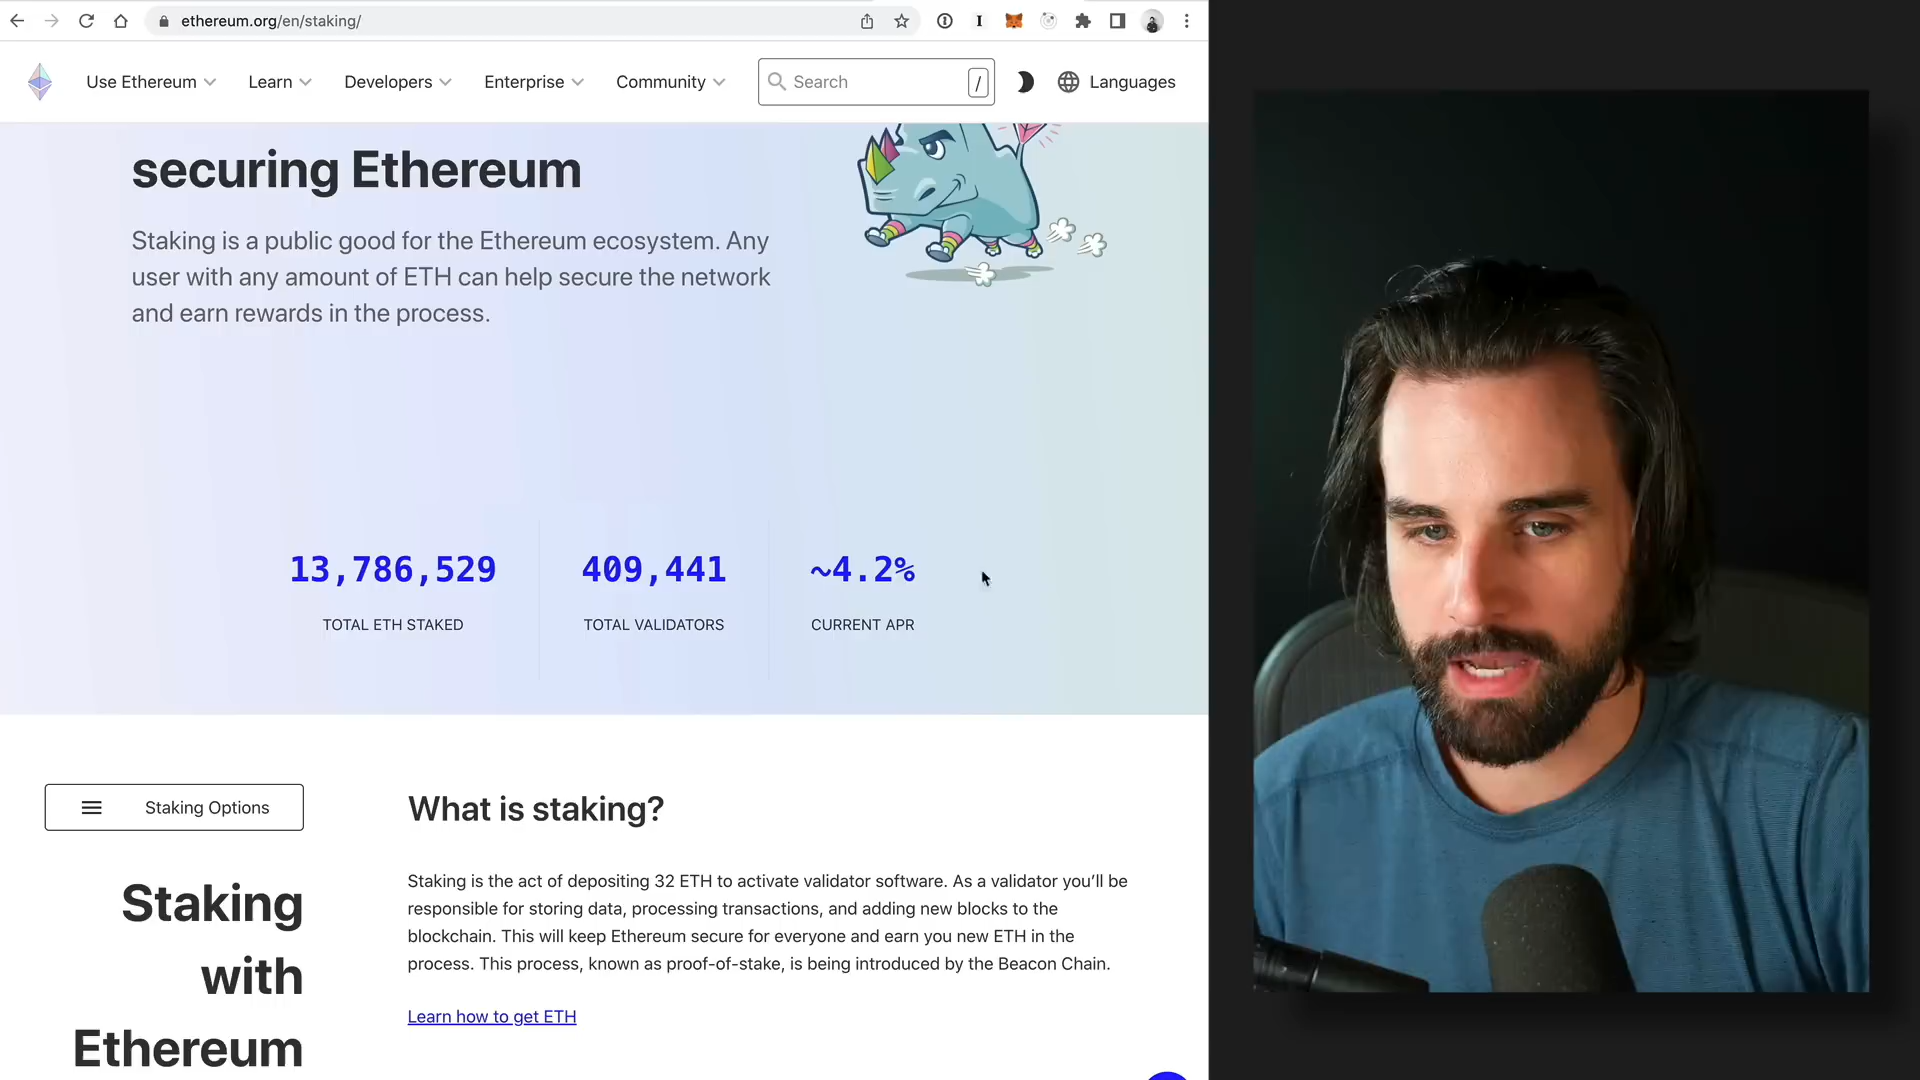 ethereum.org/en/staking/
Use Ethereum Learn Developers Enterprise Community Search / Languages
securing Ethereum
Staking is a public good for the Ethereum ecosystem. Any
user with any amount of ETH can help secure the network
and earn rewards in the process.
13,786,529 409,441 ~4.2%
TOTAL ETH STAKED TOTAL VALIDATORS CURRENT APR
Staking Options
Staking
with
Ethereum
What is staking?
Staking is the act of depositing 32 ETH to activate validator software. As a validator you’ll be
responsible for storing data, processing transactions, and adding new blocks to the
blockchain. This will keep Ethereum secure for everyone and earn you new ETH in the
process. This process, known as proof-of-stake, is being introduced by the Beacon Chain.
Learn how to get ETH